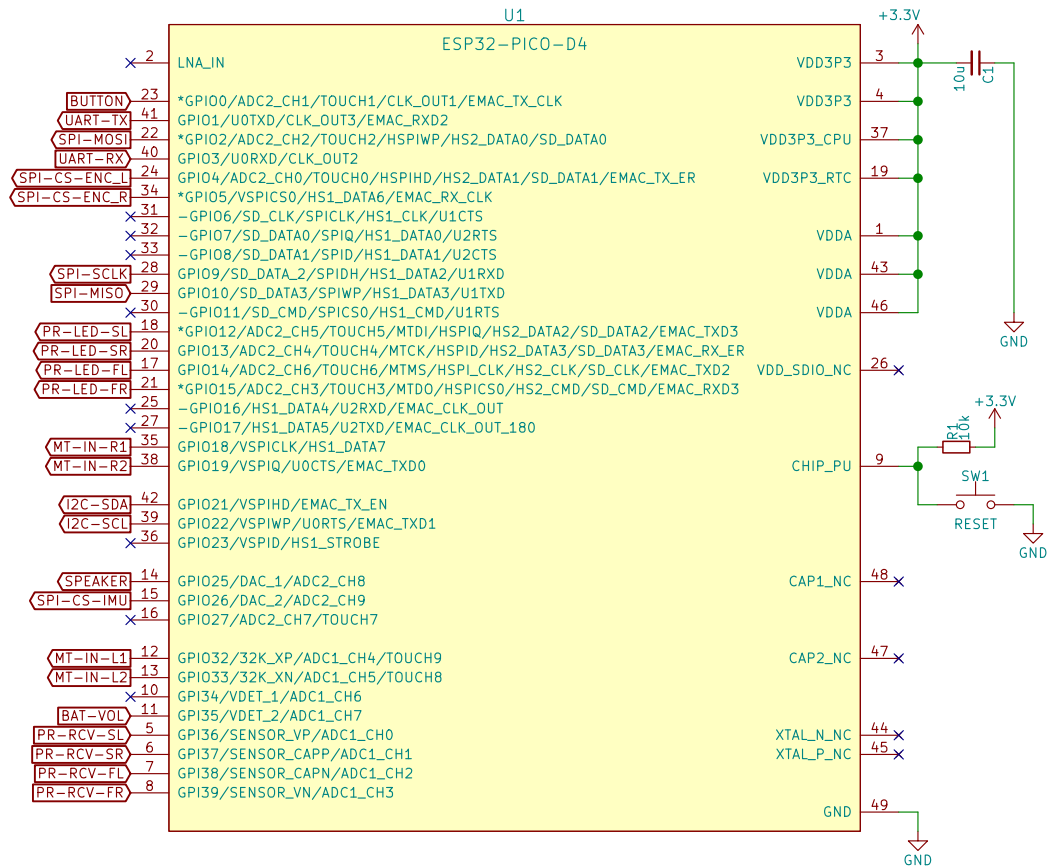 U1
ESP32-PICO-D4
+3.3V
2 LNA_IN VDD3P3 3
10u C1
BUTTON 23 *GPIO0/ADC2_CH1/TOUCH1/CLK_OUT1/EMAC_TX_CLK VDD3P3 4
UART-TX 41 GPIO1/U0TXD/CLK_OUT3/EMAC_RXD2
SPI-MOSI 22 *GPIO2/ADC2_CH2/TOUCH2/HSPIWP/HS2_DATA0/SD_DATA0 VDD3P3_CPU 37
UART-RX 40 GPIO3/U0RXD/CLK_OUT2
SPI-CS-ENC_L 24 GPIO4/ADC2_CH0/TOUCH0/HSPIHD/HS2_DATA1/SD_DATA1/EMAC_TX_ER VDD3P3_RTC 19
SPI-CS-ENC_R 34 *GPIO5/VSPICS0/HS1_DATA6/EMAC_RX_CLK
31 -GPIO6/SD_CLK/SPICLK/HS1_CLK/U1CTS
32 -GPIO7/SD_DATA0/SPIQ/HS1_DATA0/U2RTS VDDA 1
33 -GPIO8/SD_DATA1/SPID/HS1_DATA1/U2CTS
SPI-SCLK 28 GPIO9/SD_DATA_2/SPIDH/HS1_DATA2/U1RXD VDDA 43
SPI-MISO 29 GPIO10/SD_DATA3/SPIWP/HS1_DATA3/U1TXD
30 -GPIO11/SD_CMD/SPICS0/HS1_CMD/U1RTS VDDA 46
PR-LED-SL 18 *GPIO12/ADC2_CH5/TOUCH5/MTDI/HSPIQ/HS2_DATA2/SD_DATA2/EMAC_TXD3
GND
PR-LED-SR 20 GPIO13/ADC2_CH4/TOUCH4/MTCK/HSPID/HS2_DATA3/SD_DATA3/EMAC_RX_ER
PR-LED-FL 17 GPIO14/ADC2_CH6/TOUCH6/MTMS/HSPI_CLK/HS2_CLK/SD_CLK/EMAC_TXD2 VDD_SDIO_NC 26
PR-LED-FR 21 *GPIO15/ADC2_CH3/TOUCH3/MTDO/HSPICS0/HS2_CMD/SD_CMD/EMAC_RXD3
25 -GPIO16/HS1_DATA4/U2RXD/EMAC_CLK_OUT
+3.3V
27 -GPIO17/HS1_DATA5/U2TXD/EMAC_CLK_OUT_180
R1 10k
MT-IN-R1 35 GPIO18/VSPICLK/HS1_DATA7
MT-IN-R2 38 GPIO19/VSPIQ/U0CTS/EMAC_TXD0 CHIP_PU 9
SW1
I2C-SDA 42 GPIO21/VSPIHD/EMAC_TX_EN
I2C-SCL 39 GPIO22/VSPIWP/U0RTS/EMAC_TXD1
RESET
36 GPIO23/VSPID/HS1_STROBE
GND
SPEAKER 14 GPIO25/DAC_1/ADC2_CH8 CAP1_NC 48
SPI-CS-IMU 15 GPIO26/DAC_2/ADC2_CH9
16 GPIO27/ADC2_CH7/TOUCH7
MT-IN-L1 12 GPIO32/32K_XP/ADC1_CH4/TOUCH9 CAP2_NC 47
MT-IN-L2 13 GPIO33/32K_XN/ADC1_CH5/TOUCH8
10 GPI34/VDET_1/ADC1_CH6
BAT-VOL 11 GPI35/VDET_2/ADC1_CH7
PR-RCV-SL 5 GPI36/SENSOR_VP/ADC1_CH0 XTAL_N_NC 44
PR-RCV-SR 6 GPI37/SENSOR_CAPP/ADC1_CH1 XTAL_P_NC 45
PR-RCV-FL 7 GPI38/SENSOR_CAPN/ADC1_CH2
PR-RCV-FR 8 GPI39/SENSOR_VN/ADC1_CH3
GND 49
GND